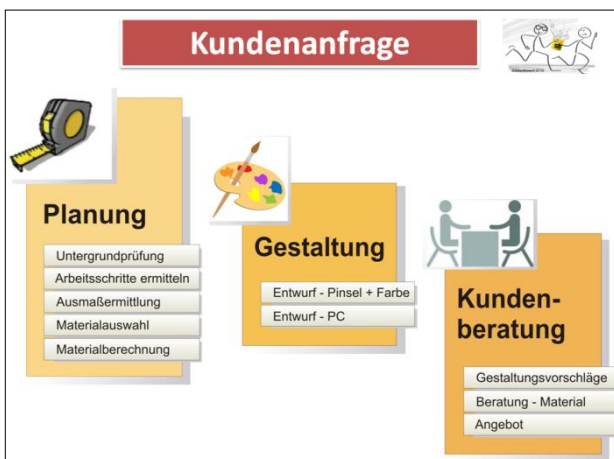 Kundenanfrage
Planung
Untergrundprüfung
Arbeitsschritte ermitteln
Ausmaßermittlung
Materialauswahl
Materialberechnung
Gestaltung
Entwurf - Pinsel + Farbe
Entwurf - PC
Kunden-
beratung
Gestaltungsvorschläge
Beratung - Material
Angebot